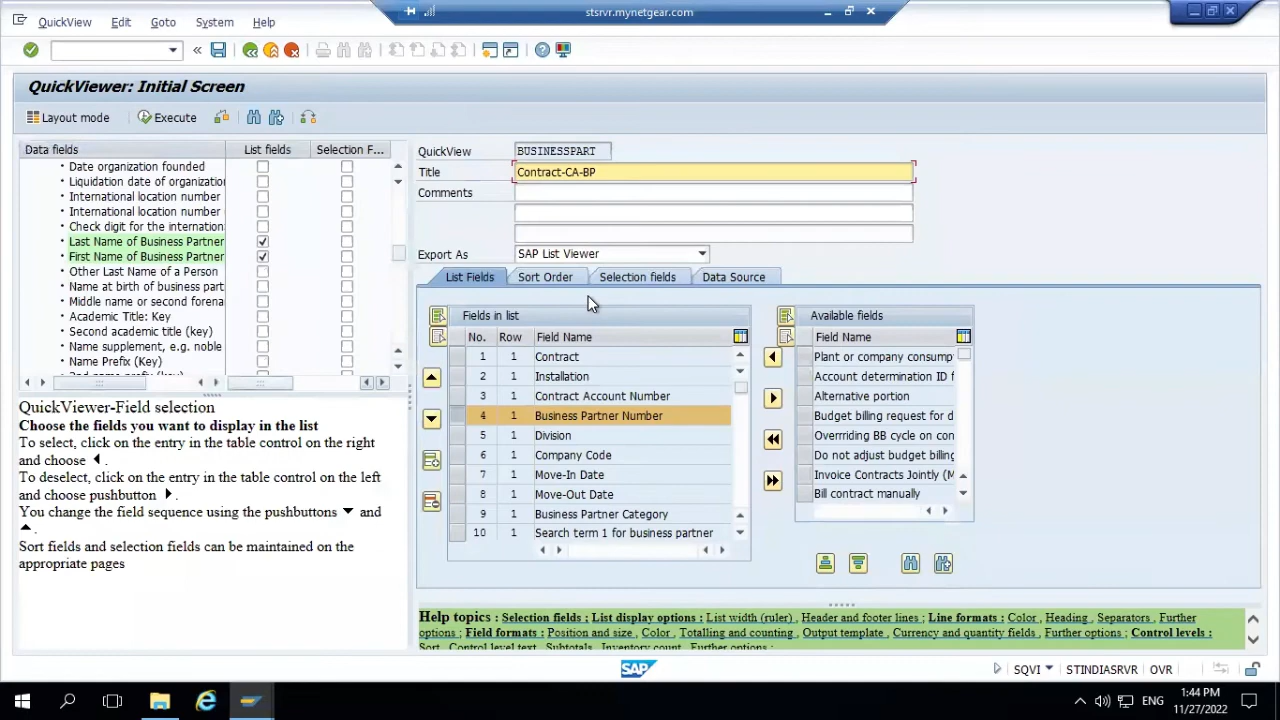 stsrvr.mynetgear.com
QuickView Edit Goto System Help
QuickViewer: Initial Screen
Layout mode Execute
Data fields List fields Selection F...
Date organization founded
Liquidation date of organization
International location number
International location number
Check digit for the internation
Last Name of Business Partner
First Name of Business Partner
Other Last Name of a Person
Name at birth of business part
Middle name or second forena
Academic Title: Key
Second academic title (key)
Name supplement, e.g. noble
Name Prefix (Key)
2nd name prefix (key)
QuickViewer-Field selection
Choose the fields you want to display in the list
To select, click on the entry in the table control on the right
and choose
To deselect, click on the entry in the table control on the left
and choose pushbutton
You change the field sequence using the pushbuttons and
Sort fields and selection fields can be maintained on the
appropriate pages
QuickView BUSINESSPART
Title Contract-CA-BP
Comments
Export As SAP List Viewer
List Fields Sort Order Selection fields Data Source
Fields in list
No. Row Field Name
1 1 Contract
2 1 Installation
3 1 Contract Account Number
4 1 Business Partner Number
5 1 Division
6 1 Company Code
7 1 Move-In Date
8 1 Move-Out Date
9 1 Business Partner Category
10 1 Search term 1 for business partner
Available fields
Field Name
Plant or company consump
Account determination ID f
Alternative portion
Budget billing request for d
Overrriding BB cycle on con
Do not adjust budget billing
Invoice Contracts Jointly (M
Bill contract manually
Help topics : Selection fields ; List display options : List width (ruler) , Header and footer lines ; Line formats : Color , Heading , Separators , Further
options ; Field formats : Position and size , Color , Totalling and counting , Output template , Currency and quantity fields , Further options ; Control levels :
Sort , Control level text , Subtotals , Inventory count , Further options ;
SAP
SQVI STINDIASRVR OVR
ENG
1:44 PM
11/27/2022